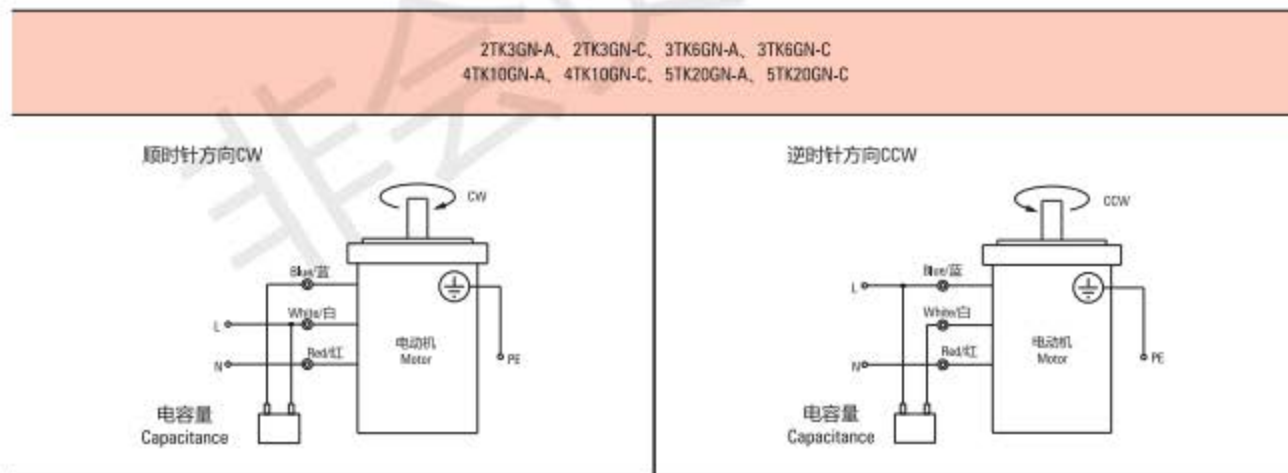 2TK3GN-A、2TK3GN-C、3TK6GN-A、3TK6GN-C
4TK10GN-A、4TK10GN-C、5TK20GN-A、5TK20GN-C
顺时针方向CW
CW
Blue/蓝
L
White/白
N
Red/红
电动机
Motor
PE
电容量
Capacitance
逆时针方向CCW
CCW
L
Blue/蓝
White/白
N
Red/红
电动机
Motor
PE
电容量
Capacitance
非会